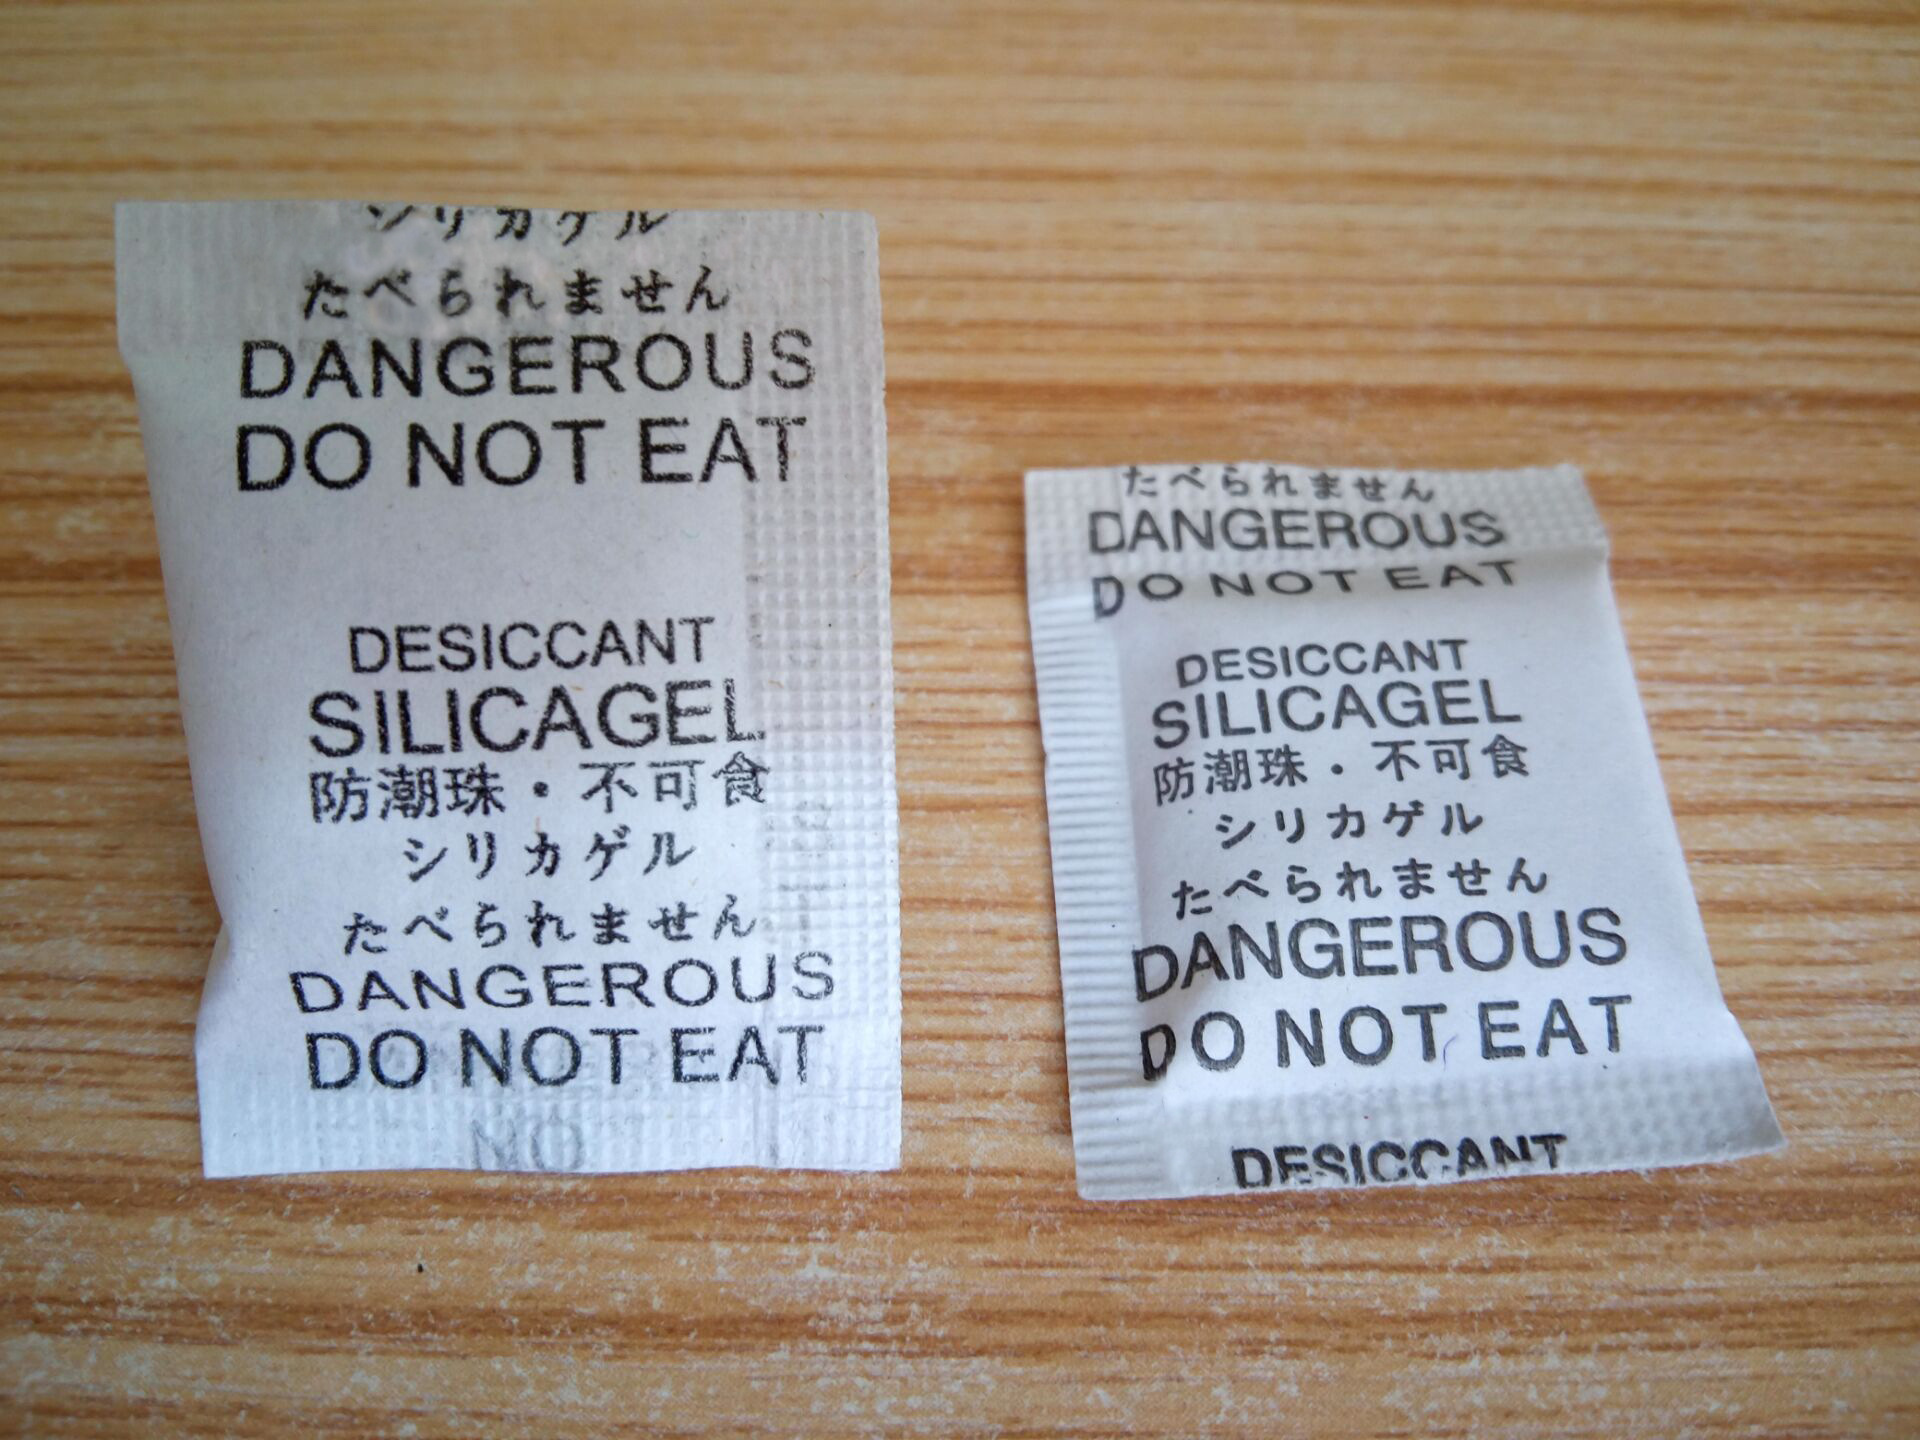 シリカゲル
たべられません
DANGEROUS
DO NOT EAT
DESICCANT
SILICAGEL
防潮珠・不可食
シリカゲル
たべられません
DANGEROUS
DO NOT EAT
NO
たべられません
DANGEROUS
DO NOT EAT
DESICCANT
SILICAGEL
防潮珠・不可食
シリカゲル
たべられません
DANGEROUS
DO NOT EAT
DESICCANT